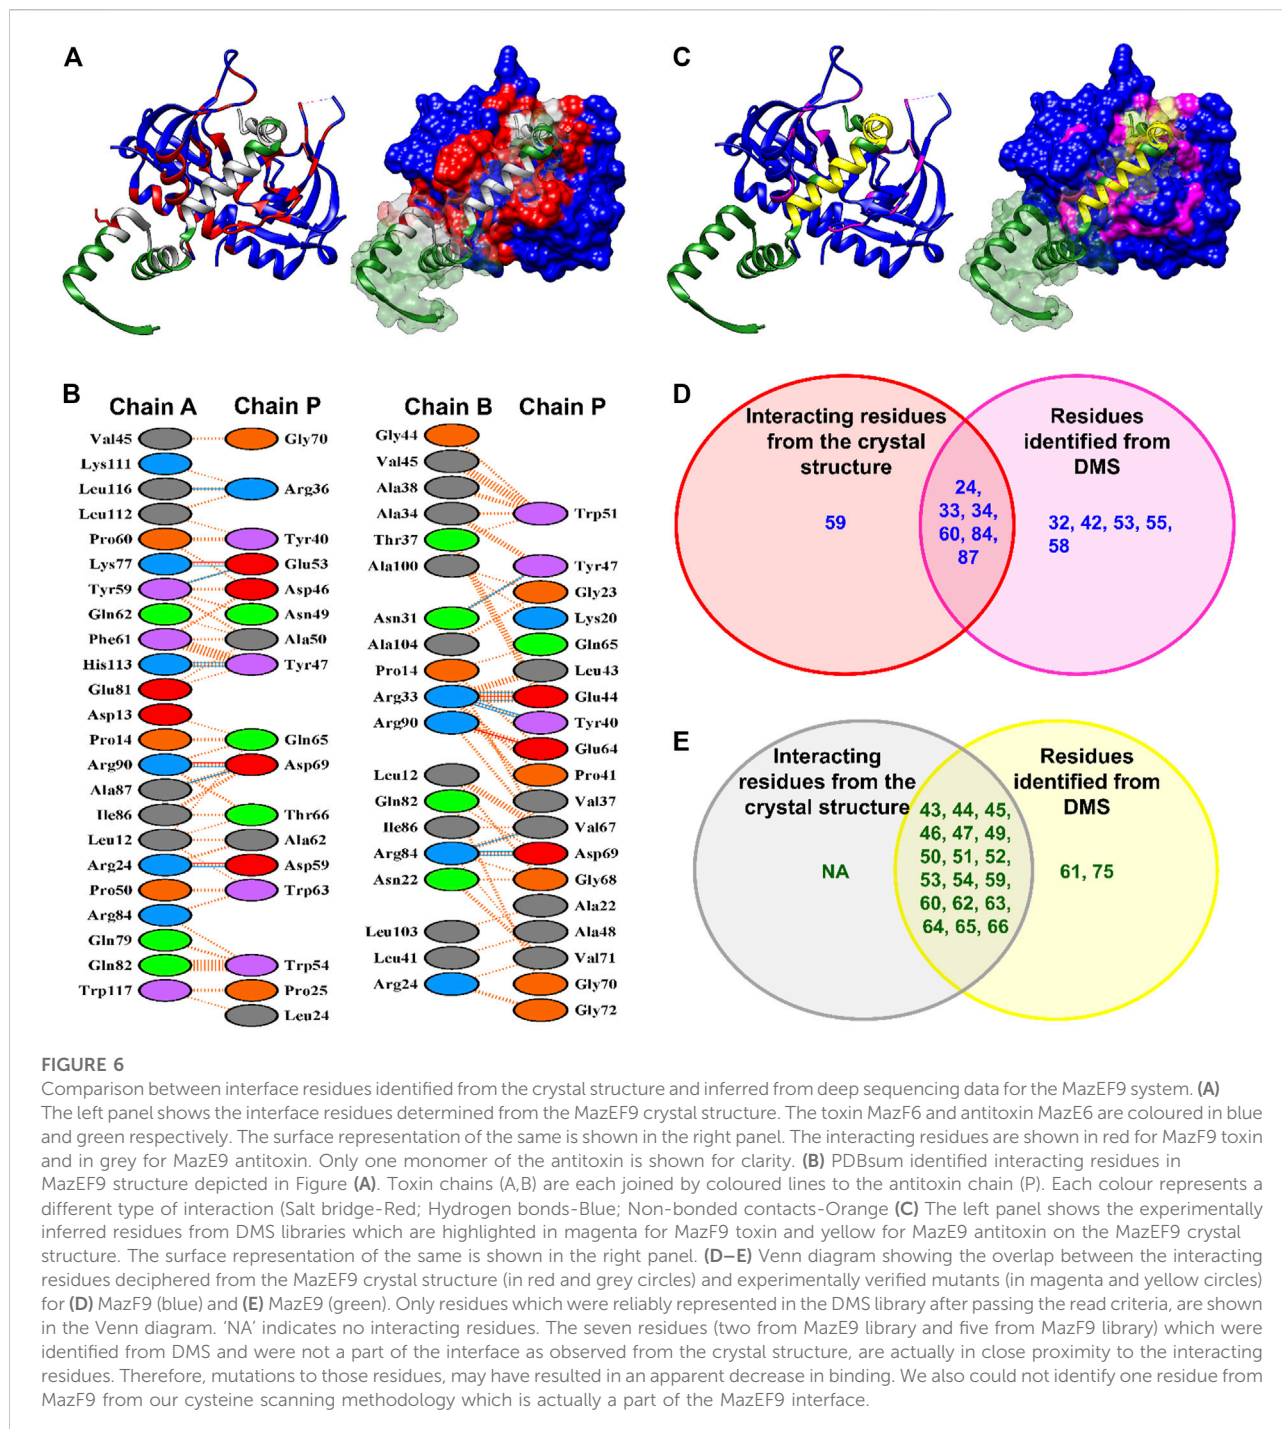 A
C
B
Chain A
Chain P
Val45
Gly70
Lys111
Leu116
Arg36
Leu112
Pro60
Tyr40
Lys77
Glu53
Tyr59
Asp46
Gln62
Asn49
Phe61
Ala50
His113
Tyr47
Glu81
Asp13
Pro14
Gln65
Arg90
Asp69
Ala87
Ile86
Thr66
Leu12
Ala62
Arg24
Asp59
Pro50
Trp63
Arg84
Gln79
Gln82
Trp54
Trp117
Pro25
Leu24
Chain B
Chain P
Gly44
Val45
Ala38
Ala34
Trp51
Thr37
Ala100
Tyr47
Gly23
Asn31
Lys20
Ala104
Gln65
Pro14
Leu43
Arg33
Glu44
Arg90
Tyr40
Glu64
Leu12
Pro41
Gln82
Val37
Ile86
Val67
Arg84
Asp69
Asn22
Gly68
Ala22
Leu103
Ala48
Leu41
Val71
Arg24
Gly70
Gly72
D
Interacting residues
from the crystal
structure
Residues
identified from
DMS
59
24,
33, 34,
60, 84,
87
32, 42, 53, 55,
58
E
Interacting
residues from the
crystal structure
Residues
identified from
DMS
NA
43, 44, 45,
46, 47, 49,
50, 51, 52,
53, 54, 59,
60, 62, 63,
64, 65, 66
61, 75
FIGURE 6
Comparison between interface residues identified from the crystal structure and inferred from deep sequencing data for the MazEF9 system. (A)
The left panel shows the interface residues determined from the MazEF9 crystal structure. The toxin MazF6 and antitoxin MazE6 are coloured in blue
and green respectively. The surface representation of the same is shown in the right panel. The interacting residues are shown in red for MazF9 toxin
and in grey for MazE9 antitoxin. Only one monomer of the antitoxin is shown for clarity. (B) PDBsum identified interacting residues in
MazEF9 structure depicted in Figure (A). Toxin chains (A,B) are each joined by coloured lines to the antitoxin chain (P). Each colour represents a
different type of interaction (Salt bridge-Red; Hydrogen bonds-Blue; Non-bonded contacts-Orange (C) The left panel shows the experimentally
inferred residues from DMS libraries which are highlighted in magenta for MazF9 toxin and yellow for MazE9 antitoxin on the MazEF9 crystal
structure. The surface representation of the same is shown in the right panel. (D–E) Venn diagram showing the overlap between the interacting
residues deciphered from the MazEF9 crystal structure (in red and grey circles) and experimentally verified mutants (in magenta and yellow circles)
for (D) MazF9 (blue) and (E) MazE9 (green). Only residues which were reliably represented in the DMS library after passing the read criteria, are shown
in the Venn diagram. ‘NA’ indicates no interacting residues. The seven residues (two from MazE9 library and five from MazF9 library) which were
identified from DMS and were not a part of the interface as observed from the crystal structure, are actually in close proximity to the interacting
residues. Therefore, mutations to those residues, may have resulted in an apparent decrease in binding. We also could not identify one residue from
MazF9 from our cysteine scanning methodology which is actually a part of the MazEF9 interface.